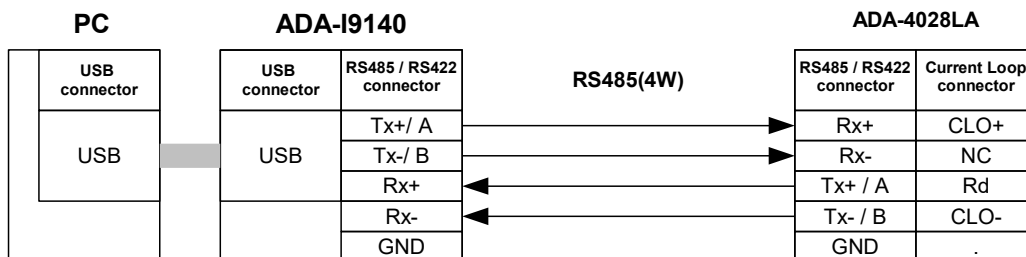 PC
ADA-I9140
ADA-4028LA
USB
connector
USB
connector
RS485 / RS422
connector
RS485(4W)
RS485 / RS422
connector
Current Loop
connector
USB
USB
Tx+/ A
Rx+
CLO+
Tx-/ B
Rx-
NC
Rx+
Tx+ / A
Rd
Rx-
Tx- / B
CLO-
GND
GND
.